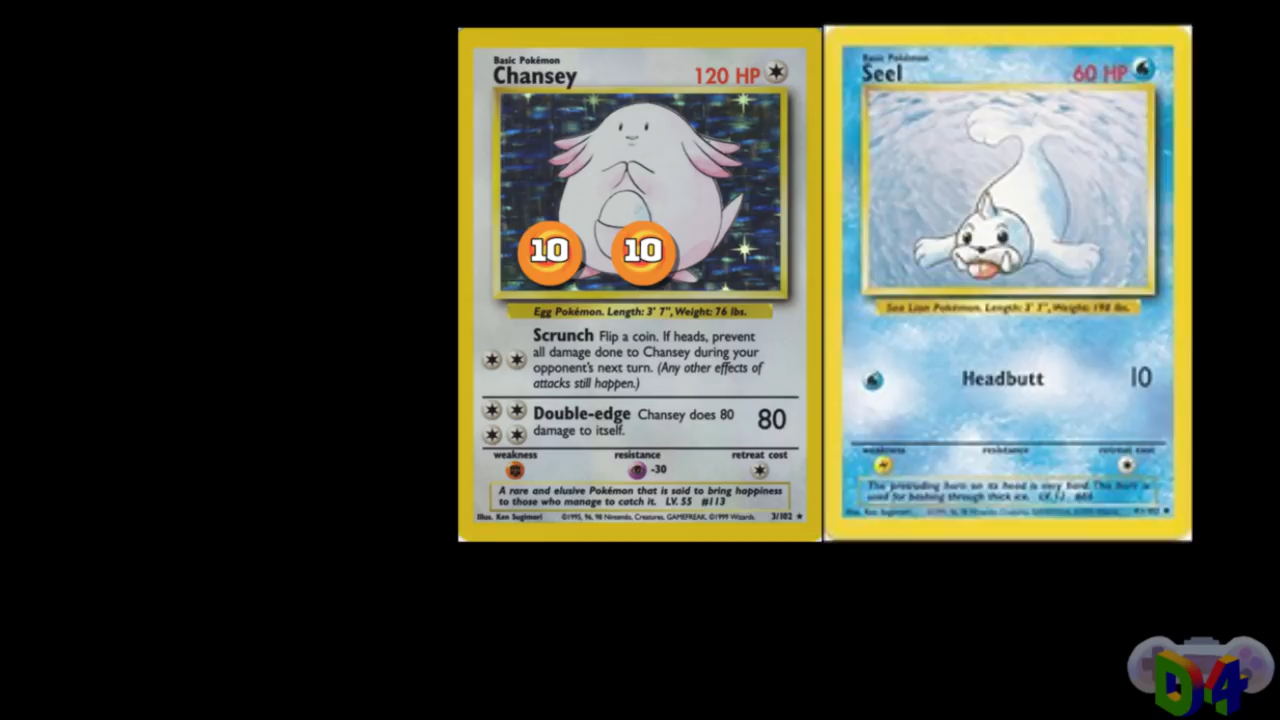 Basic Pokémon
Chansey
120 HP
10
10
Egg Pokémon. Length: 3' 7", Weight: 76 lbs.
Scrunch Flip a coin. If heads, prevent
all damage done to Chansey during your
opponent's next turn. (Any other effects of
attacks still happen.)
Double-edge Chansey does 80
damage to itself.
80
weakness
resistance
retreat cost
-30
A rare and elusive Pokémon that is said to bring happiness
to those who manage to catch it. LV. 55 #113
Illus. Ken Sugimori
©1995, 96, 98 Nintendo, Creatures, GAMEFREAK. ©1999 Wizards.
3/102
Basic Pokémon
Seel
60 HP
Sea Lion Pokémon. Length: 3' 7", Weight: 198 lbs.
Headbutt
10
weakness
resistance
retreat cost
The protruding horn on its head is very hard. This horn is
used for bashing through thick ice.
Illus. Ken Sugimori
D4